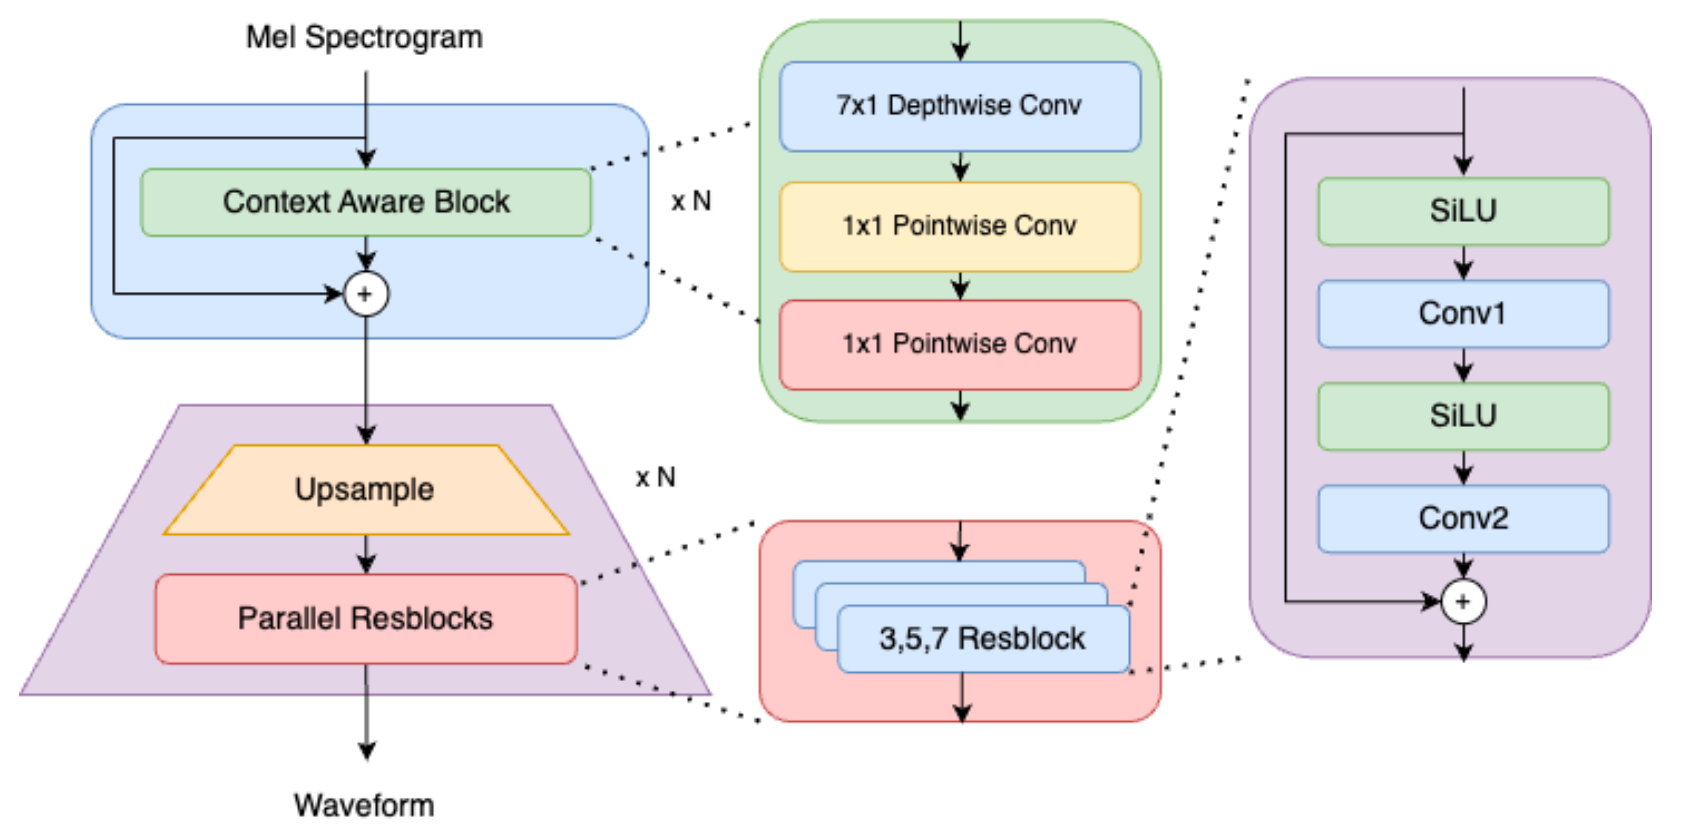 Mel Spectrogram
Context Aware Block
+
x N
Upsample
x N
Parallel Resblocks
Waveform
7x1 Depthwise Conv
1x1 Pointwise Conv
1x1 Pointwise Conv
3,5,7 Resblock
SiLU
Conv1
SiLU
Conv2
+